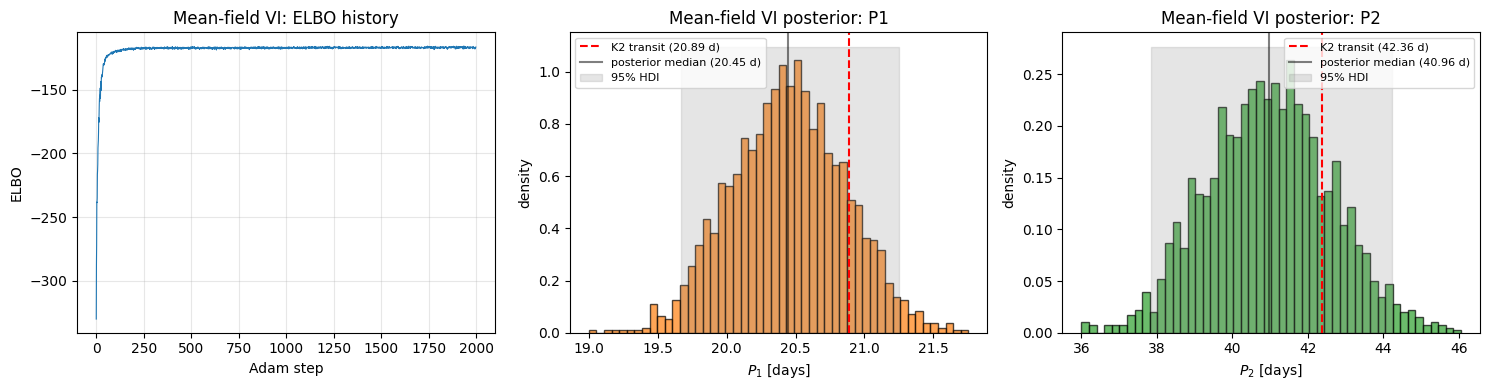 Mean-field VI: ELBO history
ELBO
−150
−200
−250
−300
0
250
500
750
1000
1250
1500
1750
2000
Adam step
Mean-field VI posterior: P1
K2 transit (20.89 d)
posterior median (20.45 d)
95% HDI
density
1.0
0.8
0.6
0.4
0.2
0.0
19.0
19.5
20.0
20.5
21.0
21.5
P1 [days]
Mean-field VI posterior: P2
K2 transit (42.36 d)
posterior median (40.96 d)
95% HDI
density
0.25
0.20
0.15
0.10
0.05
0.00
36
38
40
42
44
46
P2 [days]